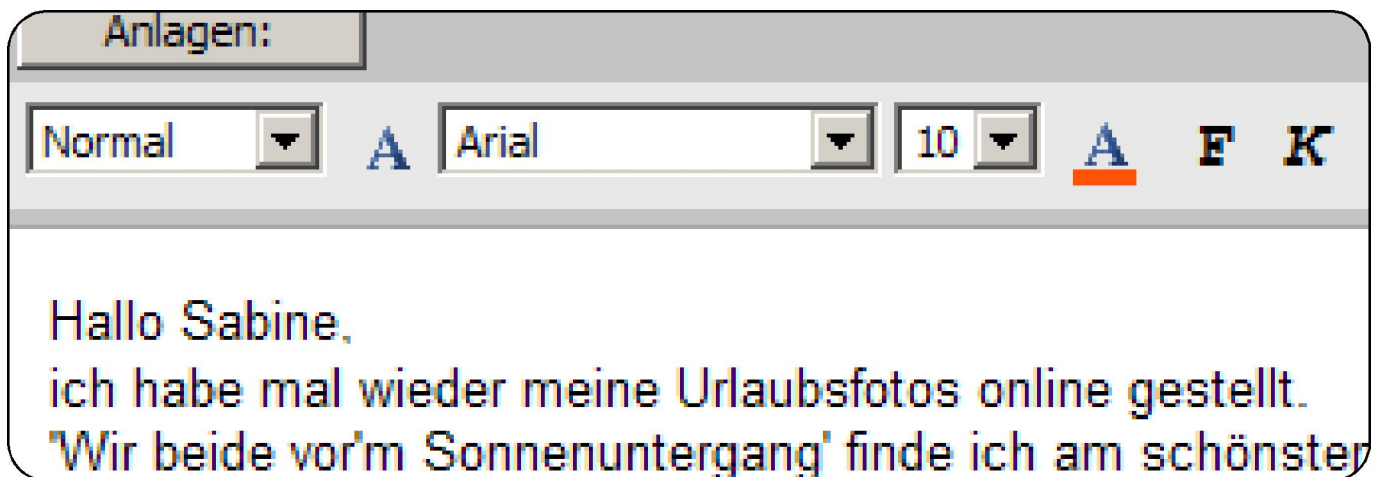 Anlagen:
Normal A Arial 10 A F K
Hallo Sabine,
ich habe mal wieder meine Urlaubsfotos online gestellt.
'Wir beide vor'm Sonnenuntergang' finde ich am schönsten